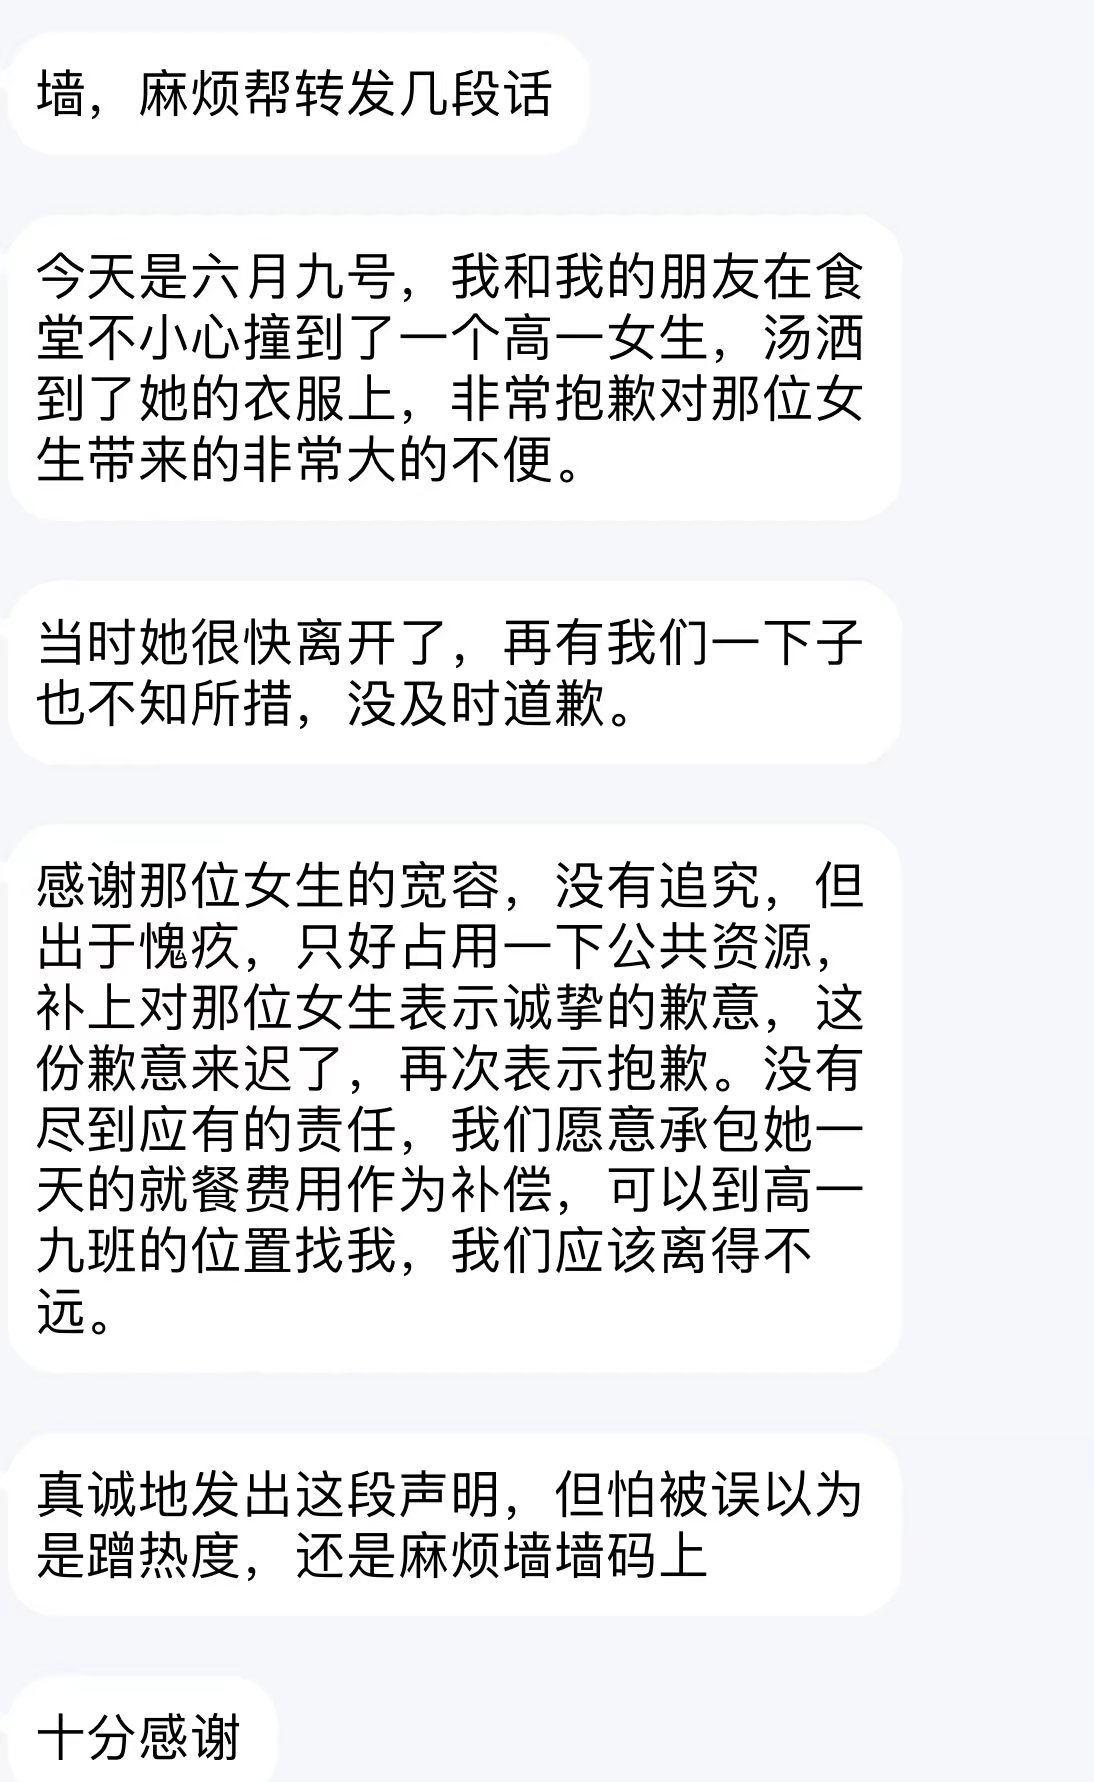 墙，麻烦帮转发几段话
今天是六月九号，我和我的朋友在食
堂不小心撞到了一个高一女生，汤洒
到了她的衣服上，非常抱歉对那位女
生带来的非常大的不便。
当时她很快离开了，再有我们一下子
也不知所措，没及时道歉。
感谢那位女生的宽容，没有追究，但
出于愧疚，只好占用一下公共资源，
补上对那位女生表示诚挚的歉意，这
份歉意来迟了，再次表示抱歉。没有
尽到应有的责任，我们愿意承包她一
天的就餐费用作为补偿，可以到高一
九班的位置找我，我们应该离得不
远。
真诚地发出这段声明，但怕被误以为
是蹭热度，还是麻烦墙墙码上
十分感谢